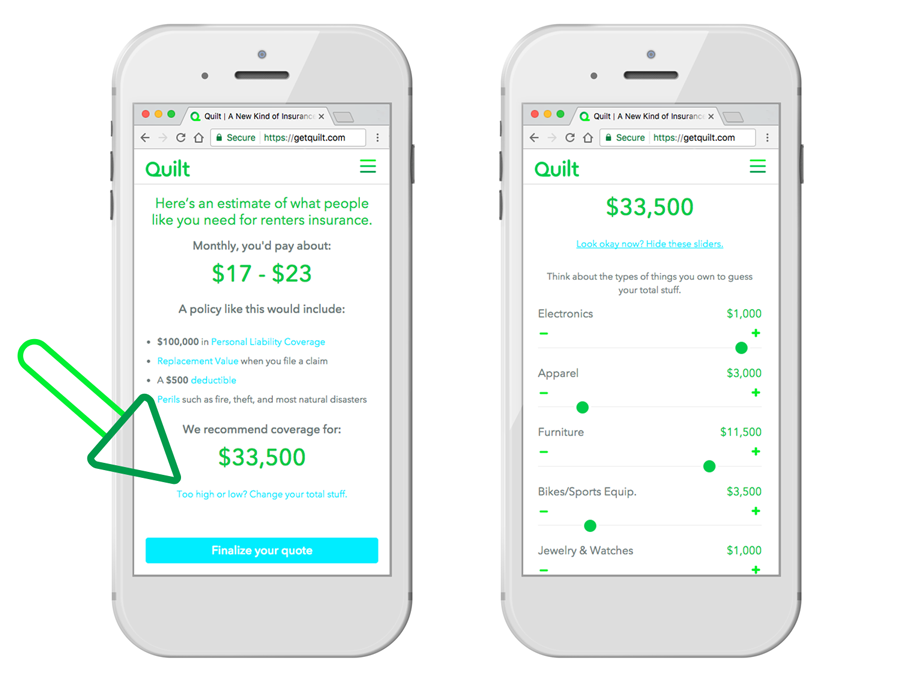 Quilt | A New Kind of Insuranc
Secure https://getquilt.com
Quilt
Here's an estimate of what people
like you need for renters insurance.
Monthly, you'd pay about:
$17 - $23
A policy like this would include:
• $100,000 in Personal Liability Coverage
• Replacement Value when you file a claim
• A $500 deductible
Perils such as fire, theft, and most natural disasters
We recommend coverage for:
$33,500
Too high or low? Change your total stuff.
Finalize your quote
Quilt | A New Kind of Insuranc
Secure https://getquilt.com
Quilt
$33,500
Look okay now? Hide these sliders.
Think about the types of things you own to guess
your total stuff.
Electronics $1,000
Apparel $3,000
Furniture $11,500
Bikes/Sports Equip. $3,500
Jewelry & Watches $1,000